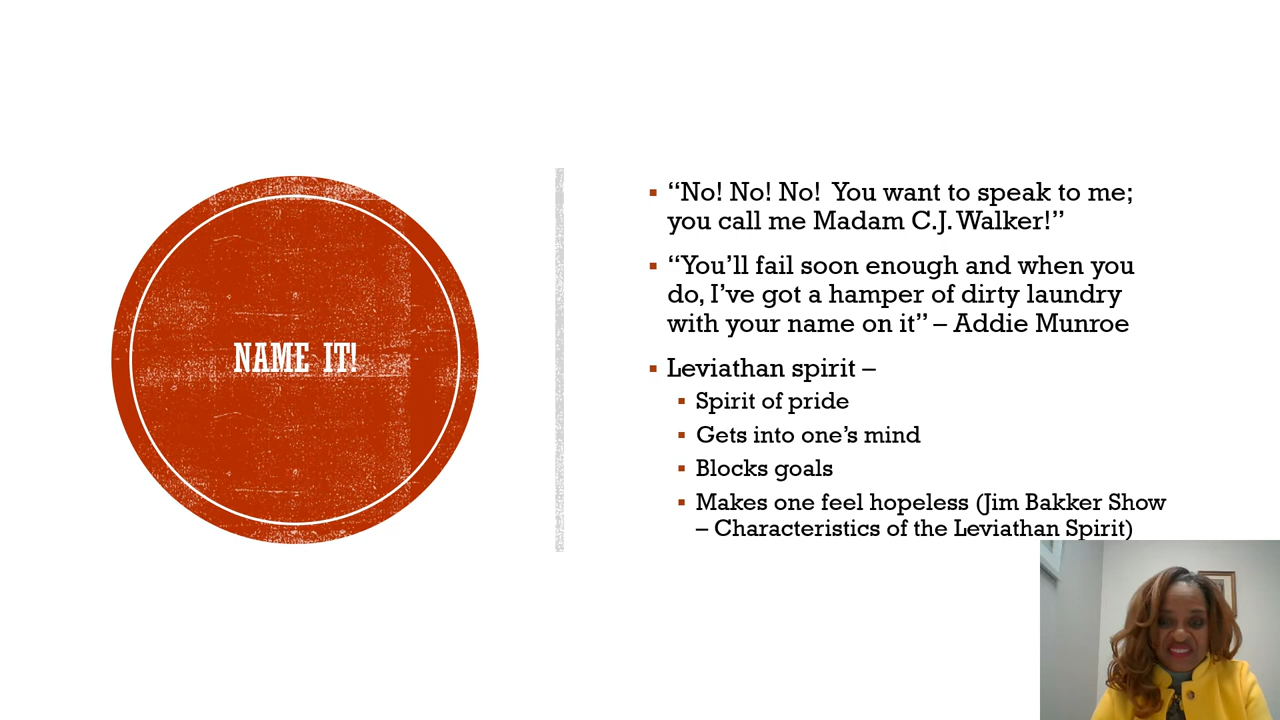 NAME IT!
▪ “No! No! No!  You want to speak to me;
you call me Madam C.J. Walker!”
▪ “You’ll fail soon enough and when you
do, I’ve got a hamper of dirty laundry
with your name on it” – Addie Munroe
▪ Leviathan spirit –
▪ Spirit of pride
▪ Gets into one’s mind
▪ Blocks goals
▪ Makes one feel hopeless (Jim Bakker Show
– Characteristics of the Leviathan Spirit)